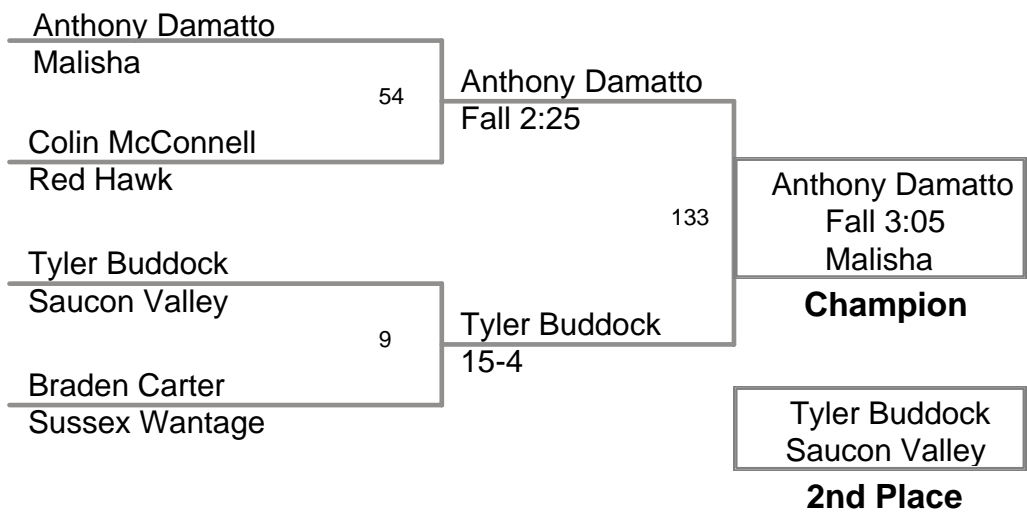 Anthony Damatto
Malisha
54
Colin McConnell
Red Hawk
Anthony Damatto
Fall 2:25
Tyler Buddock
Saucon Valley
9
Braden Carter
Sussex Wantage
Tyler Buddock
15-4
133
Anthony Damatto
Fall 3:05
Malisha
Champion
Tyler Buddock
Saucon Valley
2nd Place